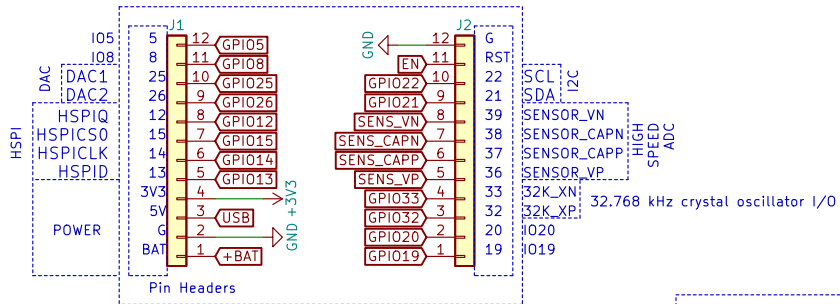 J1
J2
IO5 5 12 GPIO5
GND 12 G
IO8 8 11 GPIO8
EN 11 RST
DAC
DAC1 25 10 GPIO25
GPIO22 10 22 SCL
I2C
DAC2 26 9 GPIO26
GPIO21 9 21 SDA
HSPI
HSPIQ 12 8 GPIO12
SENS_VN 8 39 SENSOR_VN
HSPICS0 15 7 GPIO15
SENS_CAPN 7 38 SENSOR_CAPN
HIGH
SPEED
ADC
HSPICLK 14 6 GPIO14
SENS_CAPP 6 37 SENSOR_CAPP
HSPID 13 5 GPIO13
SENS_VP 5 36 SENSOR_VP
3V3 4 +3V3
GPIO33 4 33 32K_XN
32.768 kHz crystal oscillator I/O
5V 3 USB
GPIO32 3 32 32K_XP
POWER
G 2 GND
GPIO20 2 20 IO20
BAT 1 +BAT
GPIO19 1 19 IO19
Pin Headers